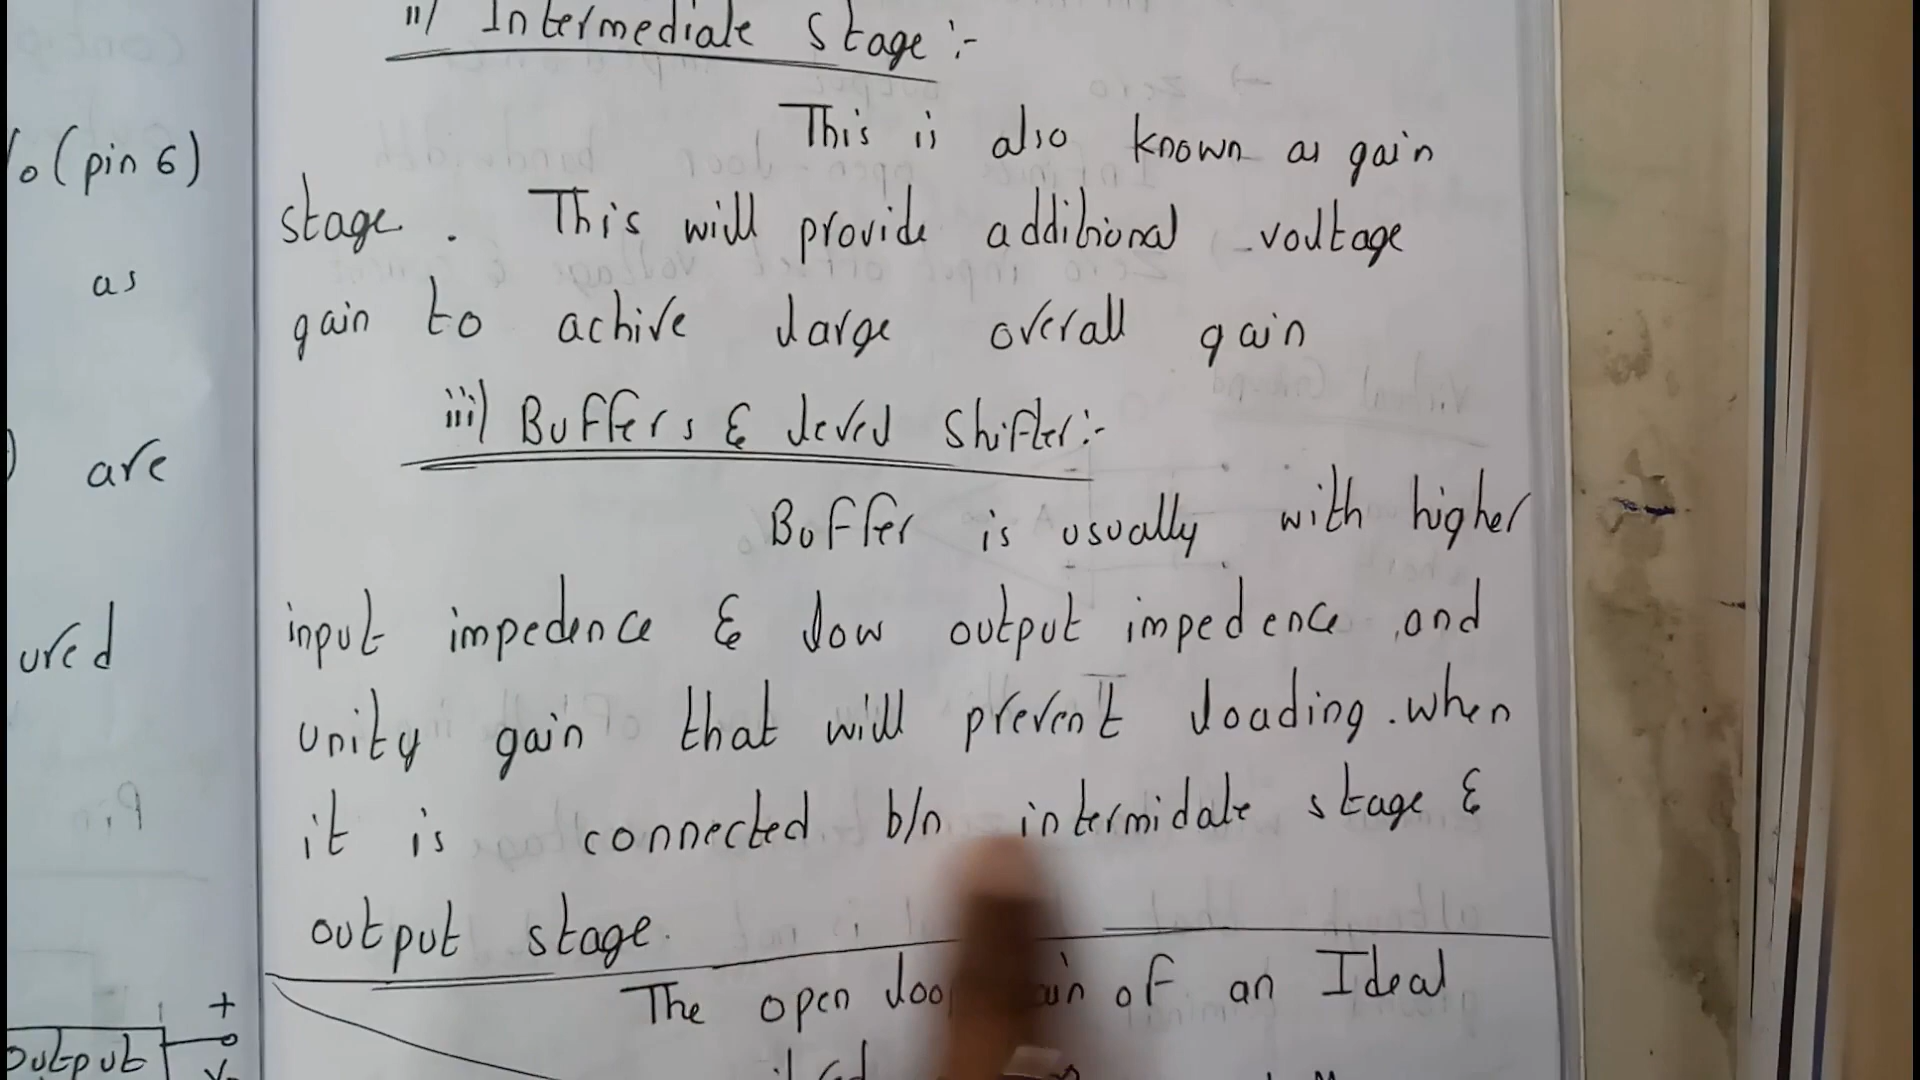 ii) Intermediate Stage :-
This is also known as gain
stage. This will provide additional voltage
gain to achive large overall gain
iii) Buffers & level Shifter:-
Buffer is usually with higher
input impedence & low output impedence and
unity gain that will prevent loading. when
it is connected b/n intermidate stage &
output stage.
The open loop gain of an Ideal
(pin 6)
as
are
ured
output
+